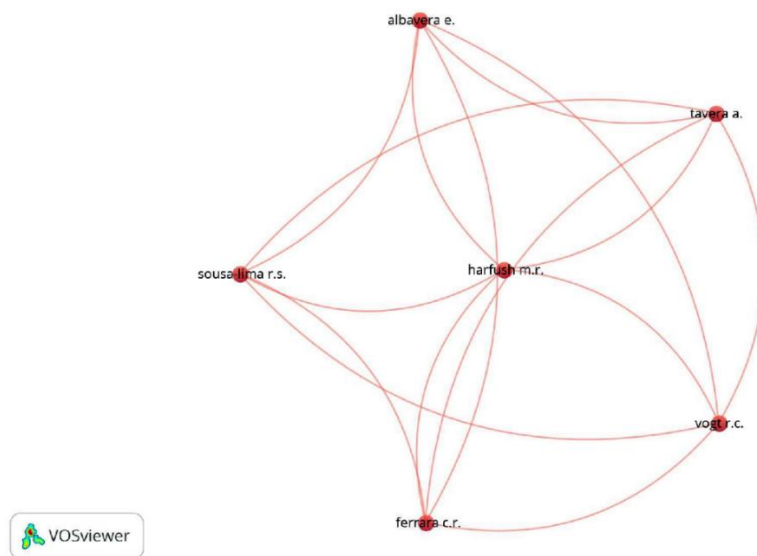 albavera e.
tavera a.
sousa-lima r.s.
harfush m.r.
vogt r.c.
ferrara c.r.
VOSviewer